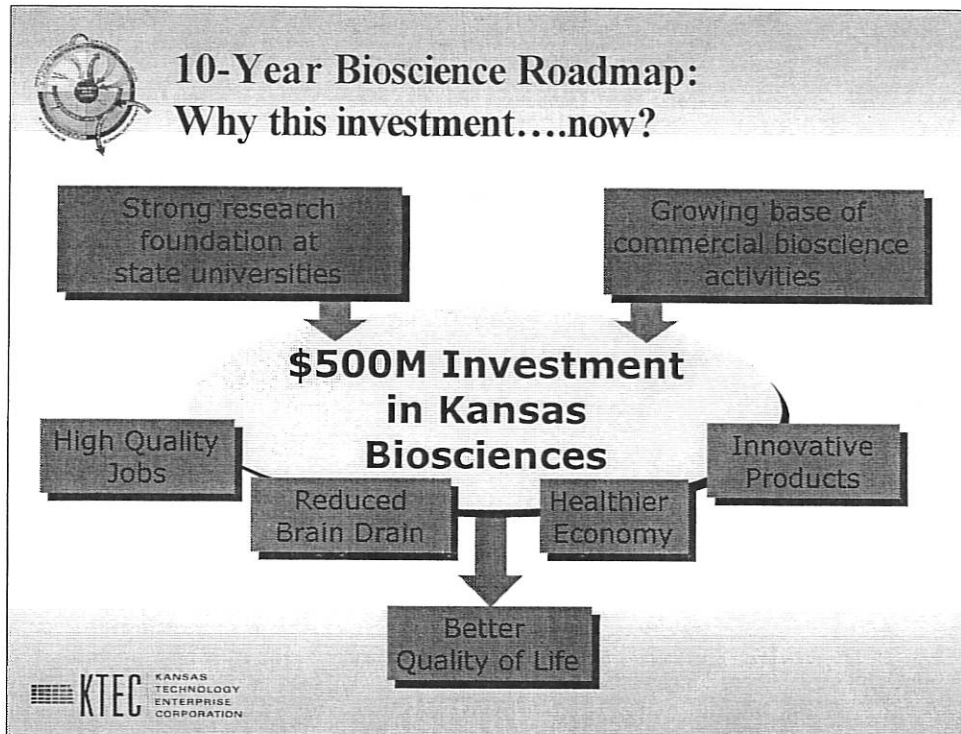 10-Year Bioscience Roadmap:
Why this investment....now?
Strong research
foundation at
state universities
Growing base of
commercial bioscience
activities
$500M Investment
in Kansas
Biosciences
High Quality
Jobs
Reduced
Brain Drain
Healthier
Economy
Innovative
Products
Better
Quality of Life
KTEC
KANSAS
TECHNOLOGY
ENTERPRISE
CORPORATION